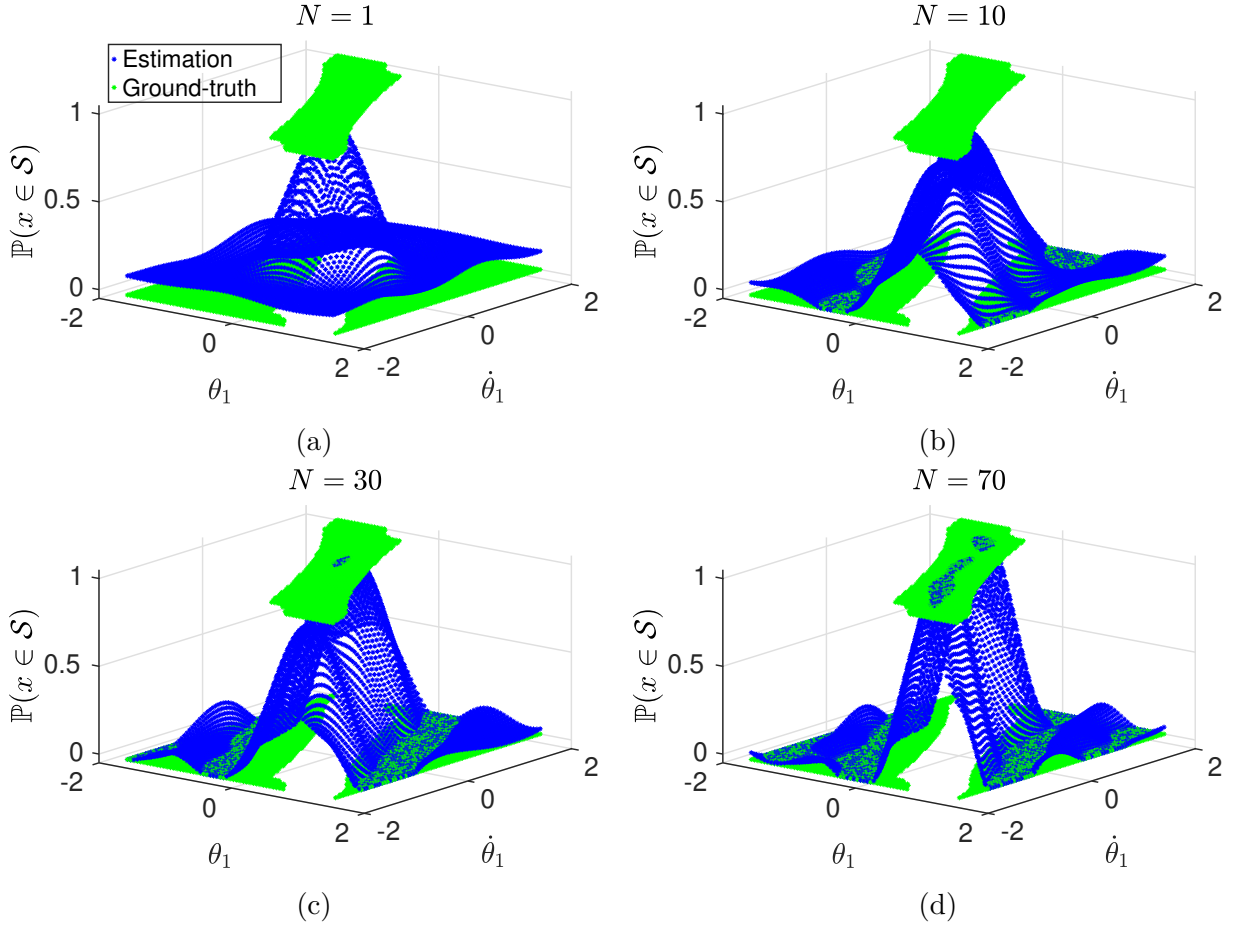 N = 1
Estimation
Ground-truth
ℙ(x ∈ 𝒮)
1
0.5
0
-2
0
2
-2
0
2
θ₁
θ̇₁
(a)
N = 10
ℙ(x ∈ 𝒮)
1
0.5
0
-2
0
2
-2
0
2
θ₁
θ̇₁
(b)
N = 30
ℙ(x ∈ 𝒮)
1
0.5
0
-2
0
2
-2
0
2
θ₁
θ̇₁
(c)
N = 70
ℙ(x ∈ 𝒮)
1
0.5
0
-2
0
2
-2
0
2
θ₁
θ̇₁
(d)